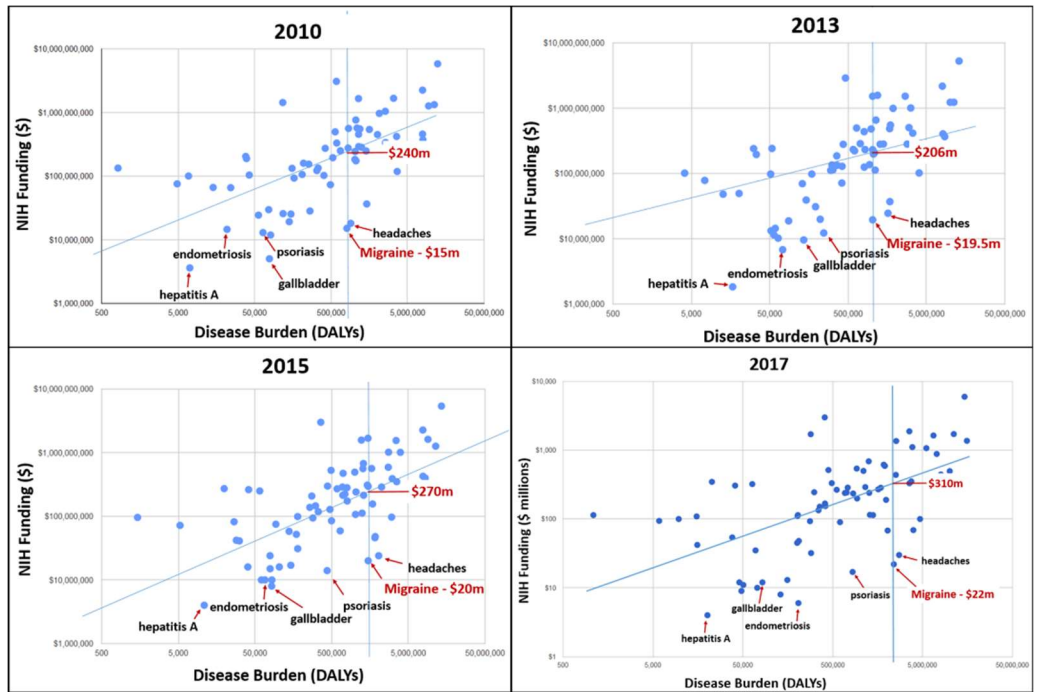 2010
$10,000,000,000
$1,000,000,000
$100,000,000
$10,000,000
$1,000,000
NIH Funding ($)
$240m
headaches
Migraine - $15m
endometriosis
psoriasis
gallbladder
hepatitis A
500
5,000
50,000
500,000
5,000,000
50,000,000
Disease Burden (DALYs)
2013
$10,000,000,000
$1,000,000,000
$100,000,000
$10,000,000
$1,000,000
NIH Funding ($)
$206m
headaches
Migraine - $19.5m
psoriasis
gallbladder
endometriosis
hepatitis A
500
5,000
50,000
500,000
5,000,000
50,000,000
Disease Burden (DALYs)
2015
$10,000,000,000
$1,000,000,000
$100,000,000
$10,000,000
$1,000,000
NIH Funding ($)
$270m
headaches
Migraine - $20m
psoriasis
endometriosis
gallbladder
hepatitis A
500
5,000
50,000
500,000
5,000,000
50,000,000
Disease Burden (DALYs)
2017
$10,000
$1,000
$100
$10
$1
NIH Funding ($ millions)
$310m
headaches
Migraine - $22m
psoriasis
gallbladder
endometriosis
hepatitis A
500
5,000
50,000
500,000
5,000,000
50,000,000
Disease Burden (DALYs)